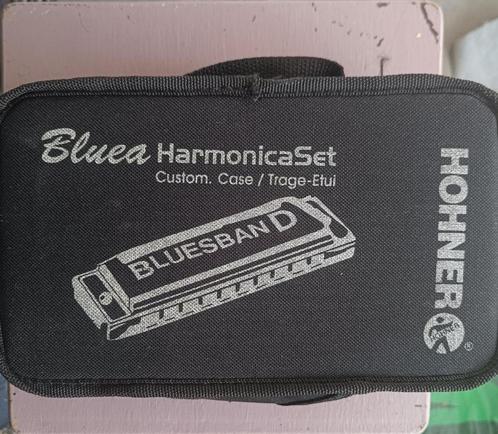 Bluea HarmonicaSet
Custom. Case / Trage-Etui
BLUESBAND
HOHNER
®